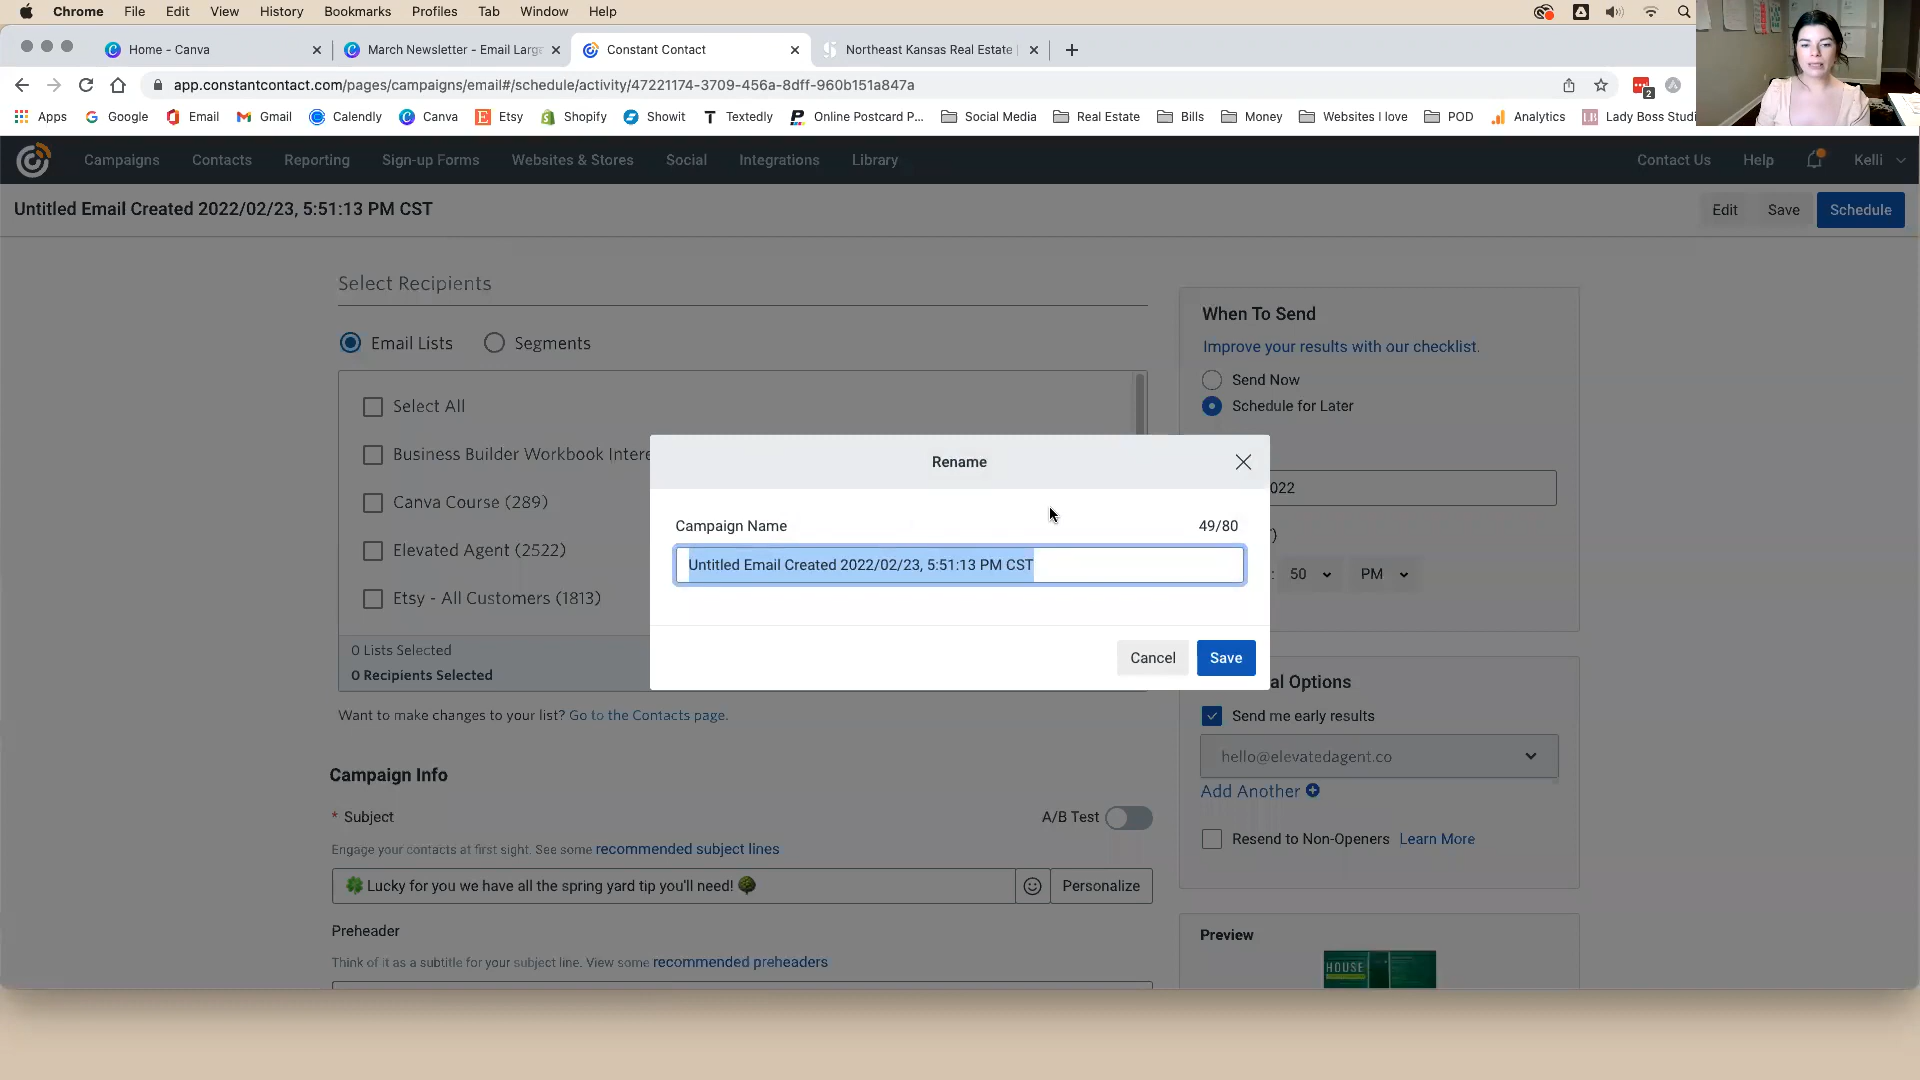 Chrome File Edit View History Bookmarks Profiles Tab Window Help
Home - Canva
March Newsletter - Email Large
Constant Contact
Northeast Kansas Real Estate
app.constantcontact.com/pages/campaigns/email#/schedule/activity/47221174-3709-456a-8dff-960b151a847a
2
Apps Google Email Gmail Calendly Canva Etsy Shopify Showit Textedly Online Postcard P... Social Media Real Estate Bills Money Websites I love POD Analytics Lady Boss Studi
Campaigns Contacts Reporting Sign-up Forms Websites & Stores Social Integrations Library Contact Us Help Kelli
Untitled Email Created 2022/02/23, 5:51:13 PM CST
Edit Save Schedule
Select Recipients
Email Lists Segments
Select All
Business Builder Workbook Intere
Canva Course (289)
Elevated Agent (2522)
Etsy - All Customers (1813)
0 Lists Selected
0 Recipients Selected
Want to make changes to your list? Go to the Contacts page.
When To Send
Improve your results with our checklist.
Send Now
Schedule for Later
022
)
: 50 PM
Rename
Campaign Name 49/80
Untitled Email Created 2022/02/23, 5:51:13 PM CST
Cancel Save
al Options
Send me early results
hello@elevatedagent.co
Add Another
Resend to Non-Openers Learn More
Campaign Info
* Subject
A/B Test
Engage your contacts at first sight. See some recommended subject lines
🍀 Lucky for you we have all the spring yard tip you'll need! 🌳
Personalize
Preheader
Think of it as a subtitle for your subject line. View some recommended preheaders
Preview
HOUSE